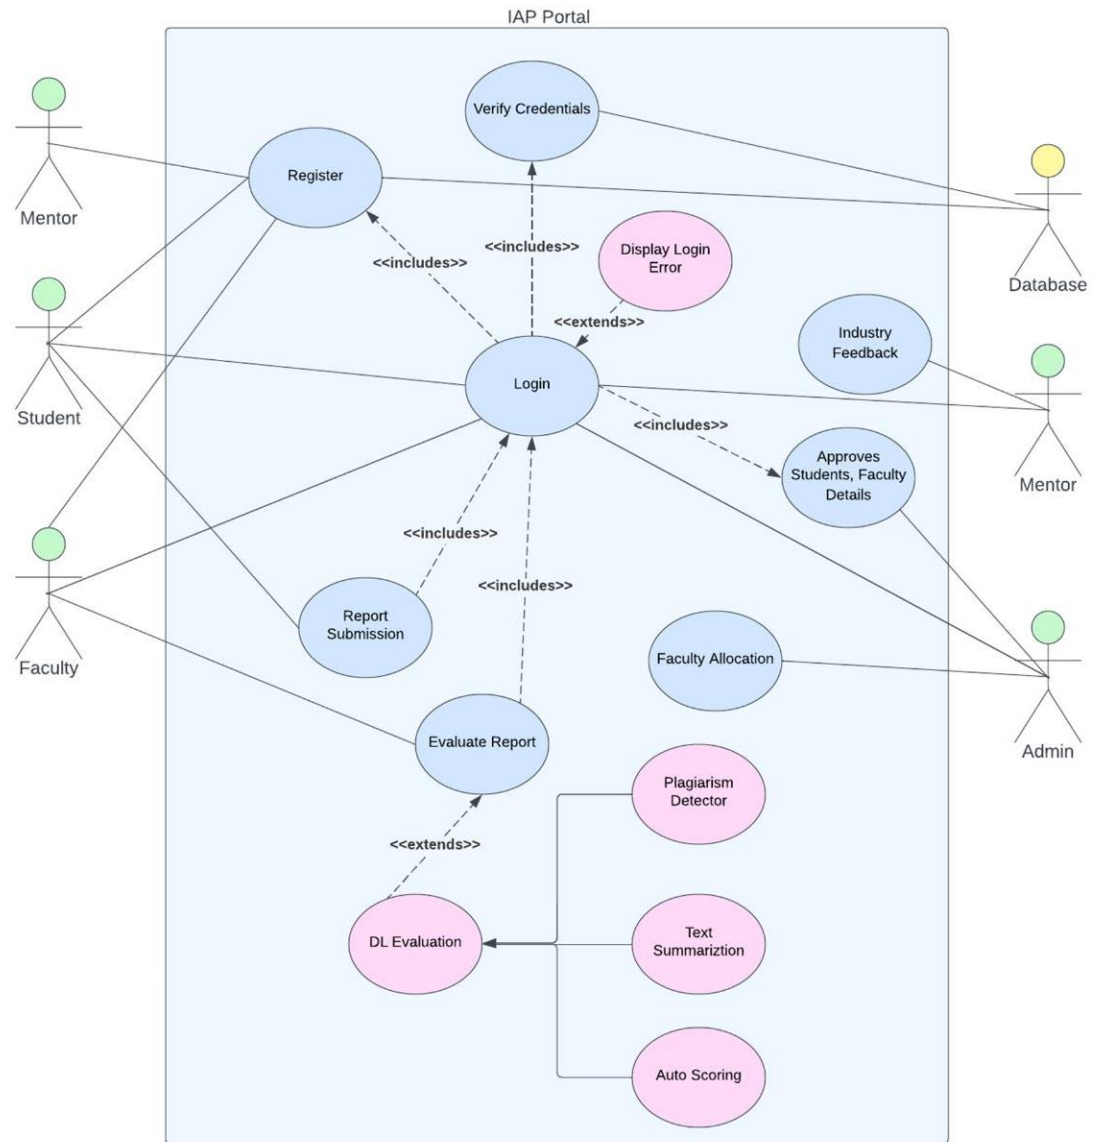 IAP Portal
Verify Credentials
Register
Mentor
<<includes>>
Display Login
Error
<<includes>>
Database
<<extends>>
Industry
Feedback
Login
Student
<<includes>>
Approves
Students, Faculty
Details
Mentor
<<includes>>
<<includes>>
Report
Submission
Faculty
Faculty Allocation
Evaluate Report
Admin
Plagiarism
Detector
<<extends>>
DL Evaluation
Text
Summariztion
Auto Scoring